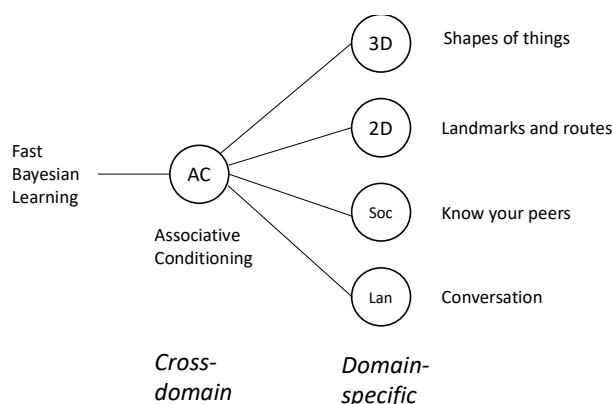 3D
Shapes of things
2D
Landmarks and routes
Fast
Bayesian
Learning
AC
Soc
Know your peers
Associative
Conditioning
Lan
Conversation
Cross-
domain
Domain-
specific